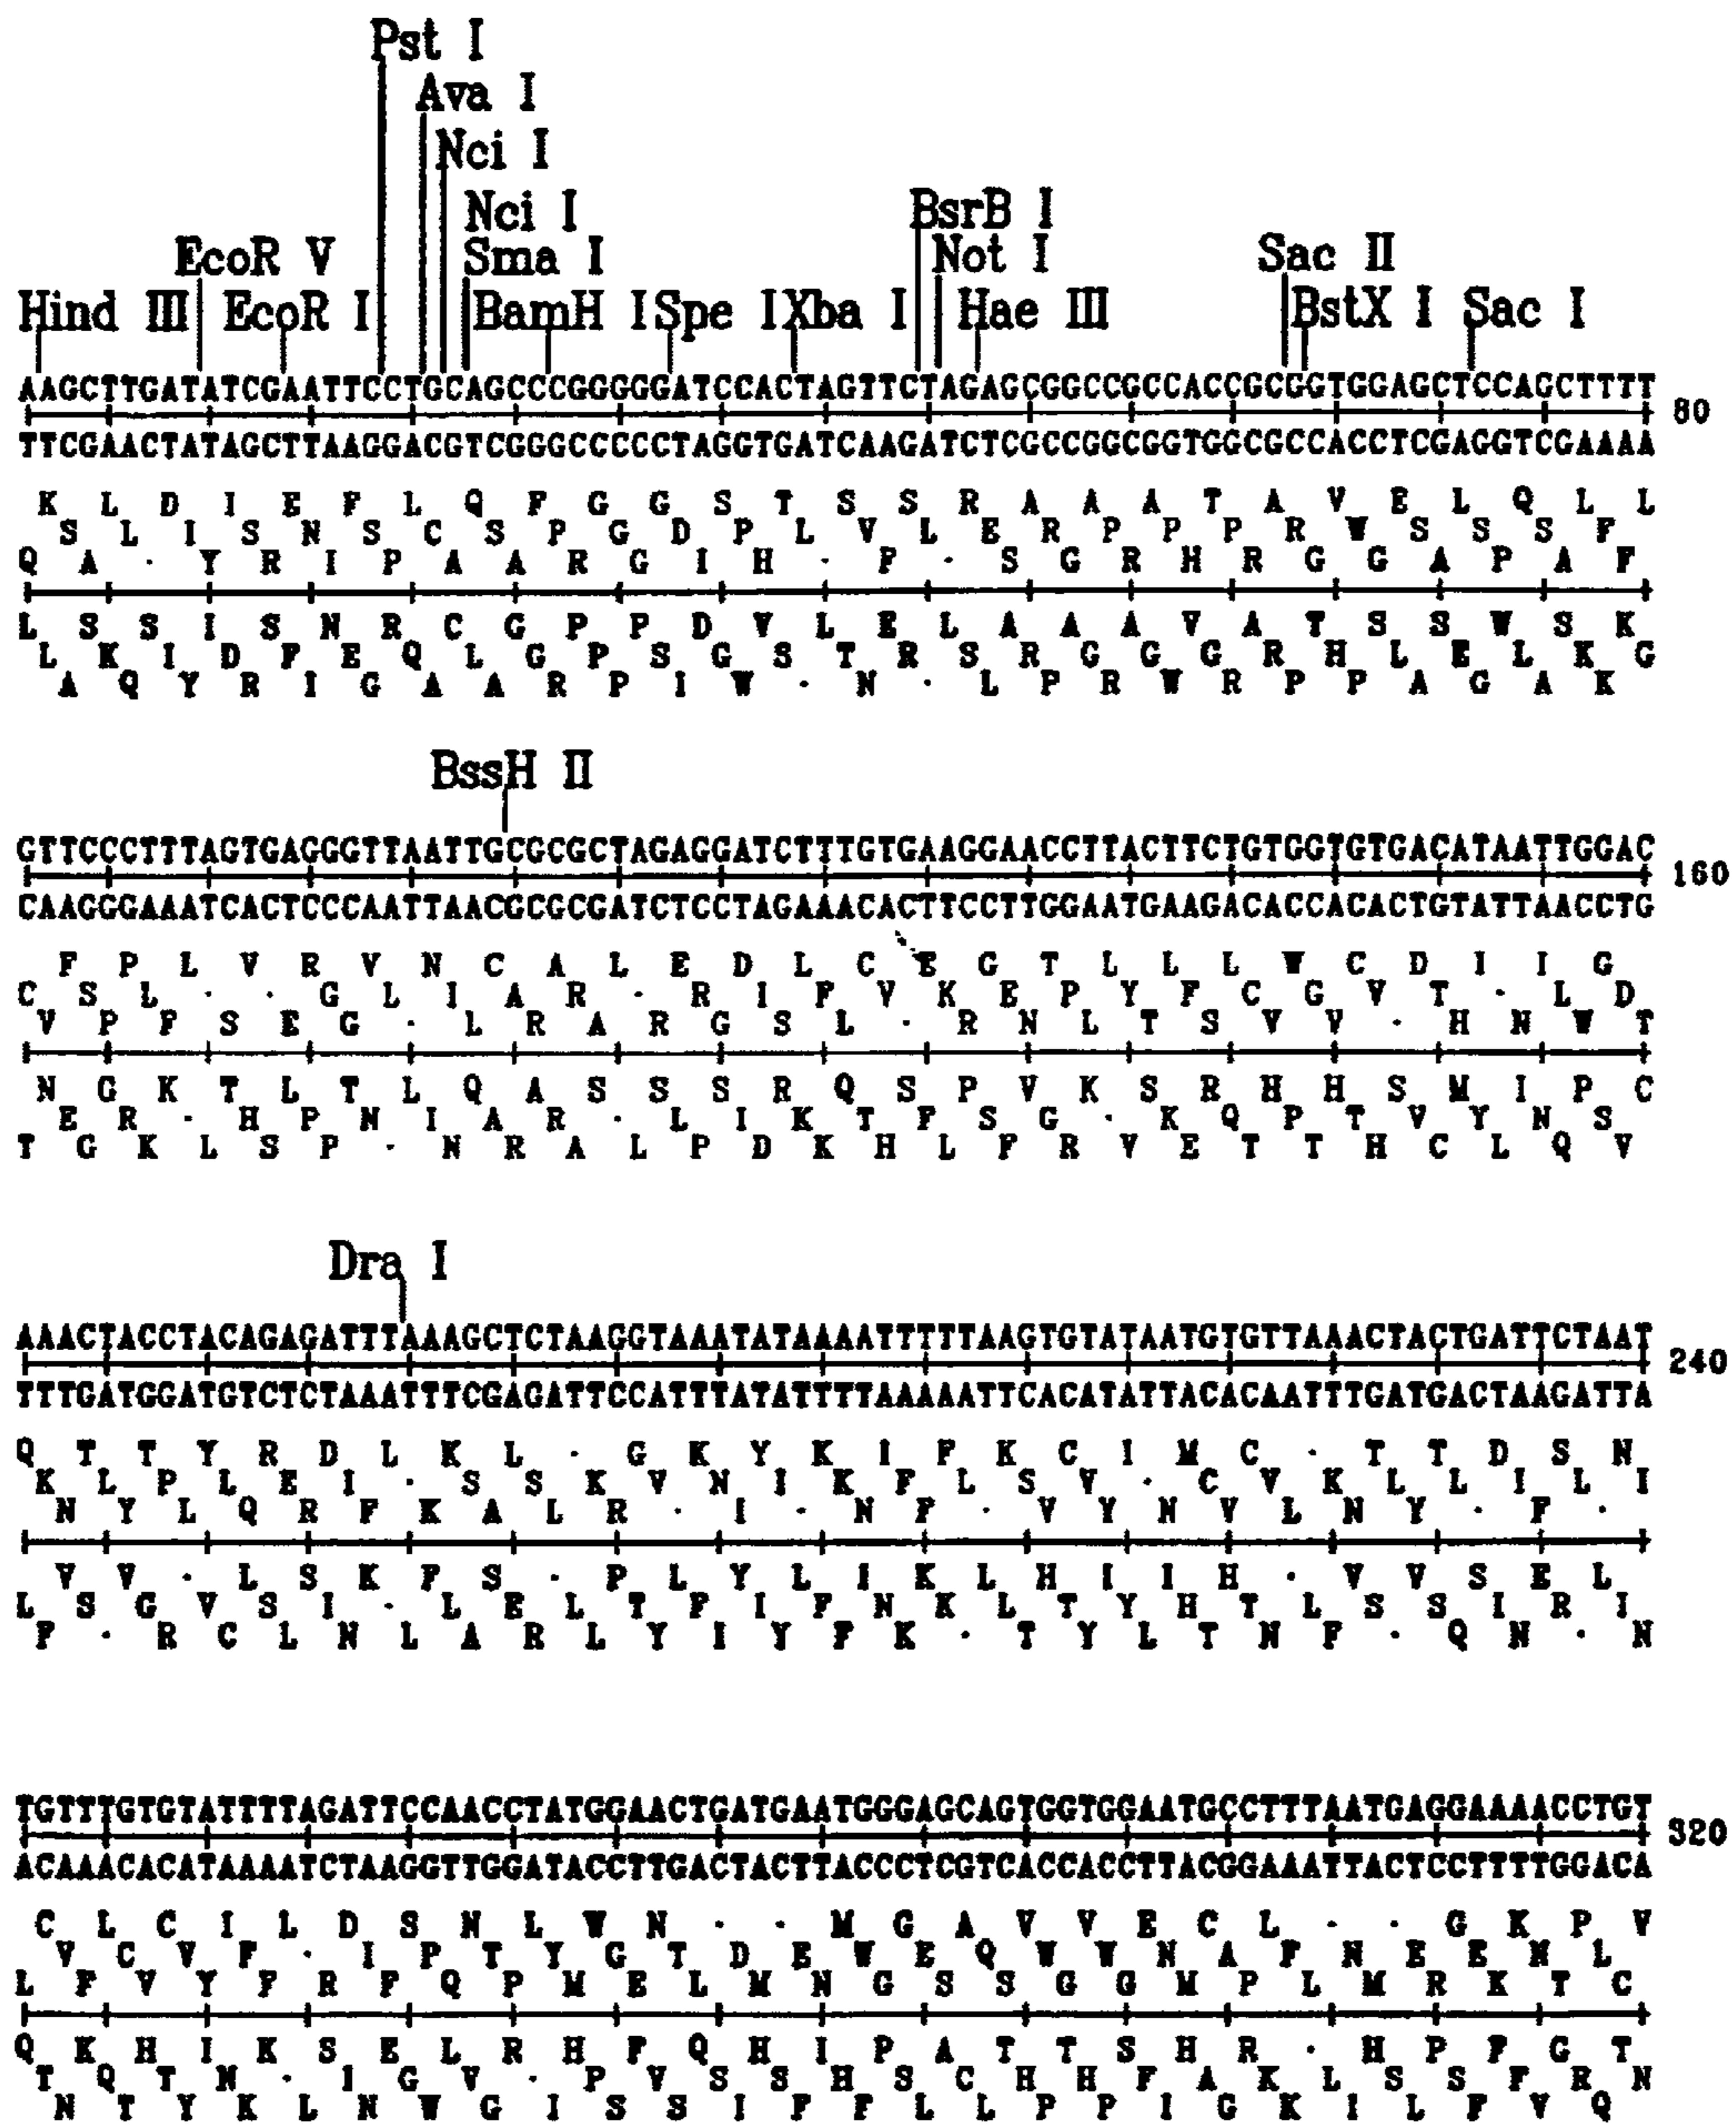 Pst I
Ava I
Nci I
Nci I BsrB I
EcoR V Sma I Not I Sac II
Hind III EcoR I BamH I Spe I Xba I Hae III BstX I Sac I
AAGCTTGATATCGAATTCCTGCAGCCCGGGGGATCCACTAGTTCTAGAGCGGCCGCCACCGCGGTGGAGCTCCAGCTTTT
80
TTCGAACTATAGCTTAAGGACGTCGGGCCCCCTAGGTGATCAAGATCTCGCCGGCGGTGGCGCCACCTCGAGGTCGAAAA
K L D I E F L Q P G G S T S S R A A A T A V E L Q L L
S L I S N S C S P G D P L V L E R P P P R W S S S F
Q A · Y R I P A A R G I H · F · S G R H R G G A P A F
L S S I S N R C G P P D V L E L A A A V A T S S W S K
L K I D F E Q L G P S G S T R S R G G G R H L E L K G
A Q Y R I G A A R P I W · N · L P R W R P P A G A K
BssH II
GTTCCCTTTAGTGAGGGTTAATTGCGCGCTAGAGGATCTTTGTGAAGGAACCTTACTTCTGTGGTGTGACATAATTGGAC
160
CAAGGGAAATCACTCCCAATTAACGCGCGATCTCCTAGAAACACTTCCTTGGAATGAAGACACCACACTGTATTAACCTG
F P L V R V N C A L E D L C E G T L L L W C D I I G
C S L · · G L I A R · R I F V K E P Y F C G V T · L D
V P F S E G · L R A R G S L · R N L T S V V · H N W T
N G K T L T L Q A S S S R Q S P V K S R H H S M I P C
E R · H P N I A R · L I K T F S G · K Q P T V Y N S
T G K L S P · N R A L P D K H L F R V E T T H C L Q V
Dra I
AAACTACCTACAGAGATTTAAAGCTCTAAGGTAAATATAAAATTTTTAAGTGTATAATGTGTTAAACTACTGATTCTAAT
240
TTTGATGGATGTCTCTAAATTTCGAGATTCCATTTATATTTTAAAAATTCACATATTACACAATTTGATGACTAAGATTA
Q T T Y R D L K L · G K Y K I F K C I M C · T T D S N
K L P L E I · S S K V N I K F L S V · C V K L L I L I
N Y L Q R F K A L R · I · N F · V Y N V L N Y · F ·
V V · L S K F S · P L Y L I K L H I I H · V V S E L
L S G V S I · L E L T F I F N K L T Y H T L S S I R I
F · R C L N L A R L Y I Y F K · T Y L T N F · Q N · N
TGTTTGTGTATTTTAGATTCCAACCTATGGAACTGATGAATGGGAGCAGTGGTGGAATGCCTTTAATGAGGAAAACCTGT
320
ACAAACACATAAAATCTAAGGTTGGATACCTTGACTACTTACCCTCGTCACCACCTTACGGAAATTACTCCTTTTGGACA
C L C I L D S N L W N · · M G A V V E C L · · G K P V
V C V F · I P T Y G T D E W E Q W W N A F N E E N L
L F V Y F R F Q P M E L M N G S S G G M P L M R K T C
Q K H I K S E L R H F Q H I P A T T S H R · H P F G T
T Q T N · I G V · P V S S H S C H H F A K L S S F R N
N T Y K L N W G I S S I F P L L P P I G K I L F V Q